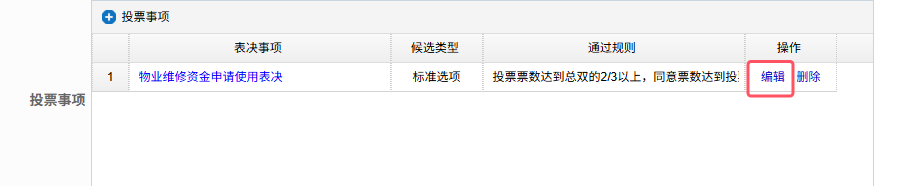 投票事项
表决事项 候选类型 通过规则 操作
1 物业维修资金申请使用表决 标准选项 投票票数达到总双的2/3以上，同意票数达到投 编辑 删除
投票事项